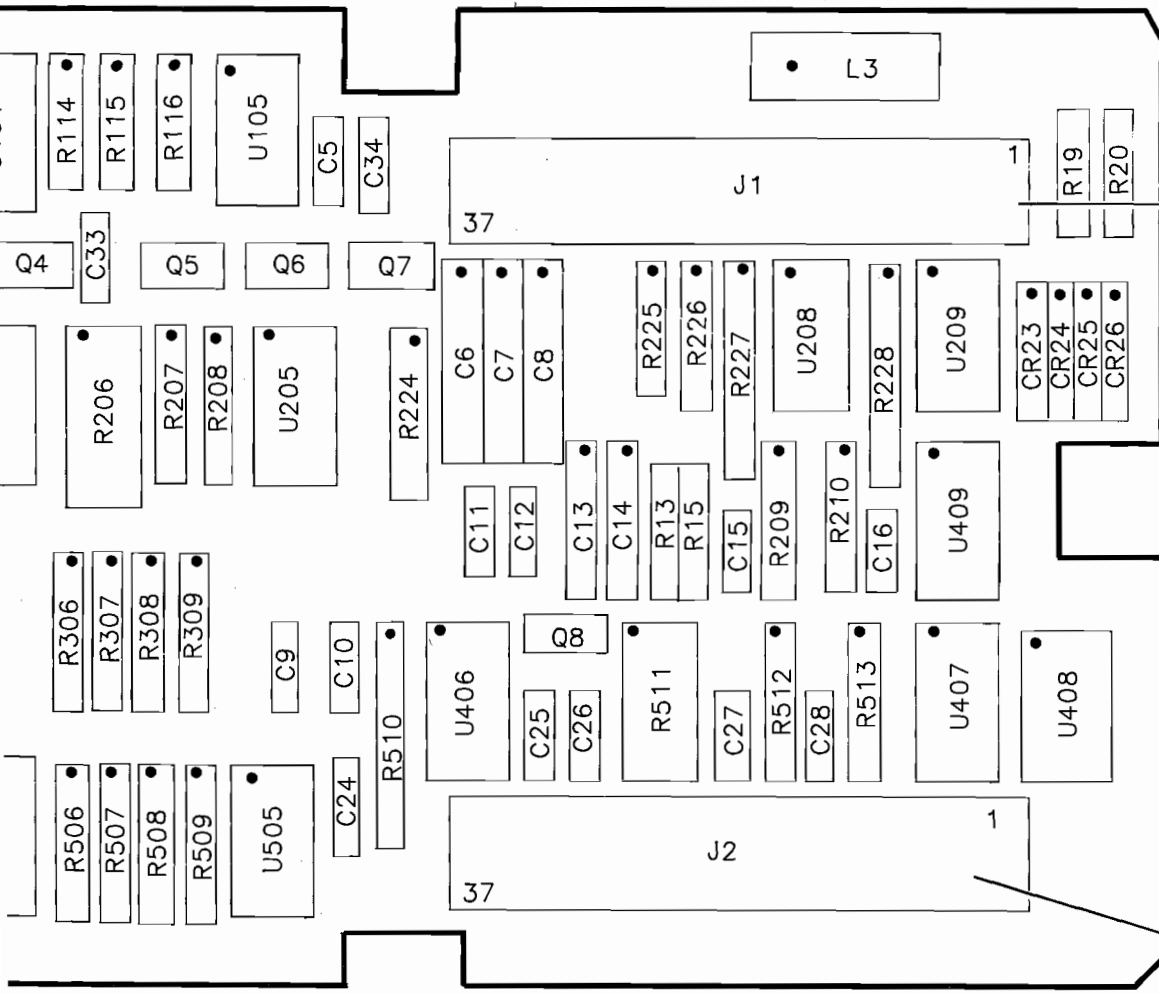 L3
R114
R115
R116
U105
C5
C34
1
J1
37
R19
R20
Q4
C33
Q5
Q6
Q7
C6
C7
C8
R225
R226
R227
U208
R228
U209
CR23
CR24
CR25
CR26
R206
R207
R208
U205
R224
C11
C12
C13
C14
R13
R15
C15
R209
R210
C16
U409
R306
R307
R308
R309
C9
C10
R510
U406
Q8
C25
C26
R511
C27
R512
C28
R513
U407
U408
R506
R507
R508
R509
U505
C24
1
J2
37